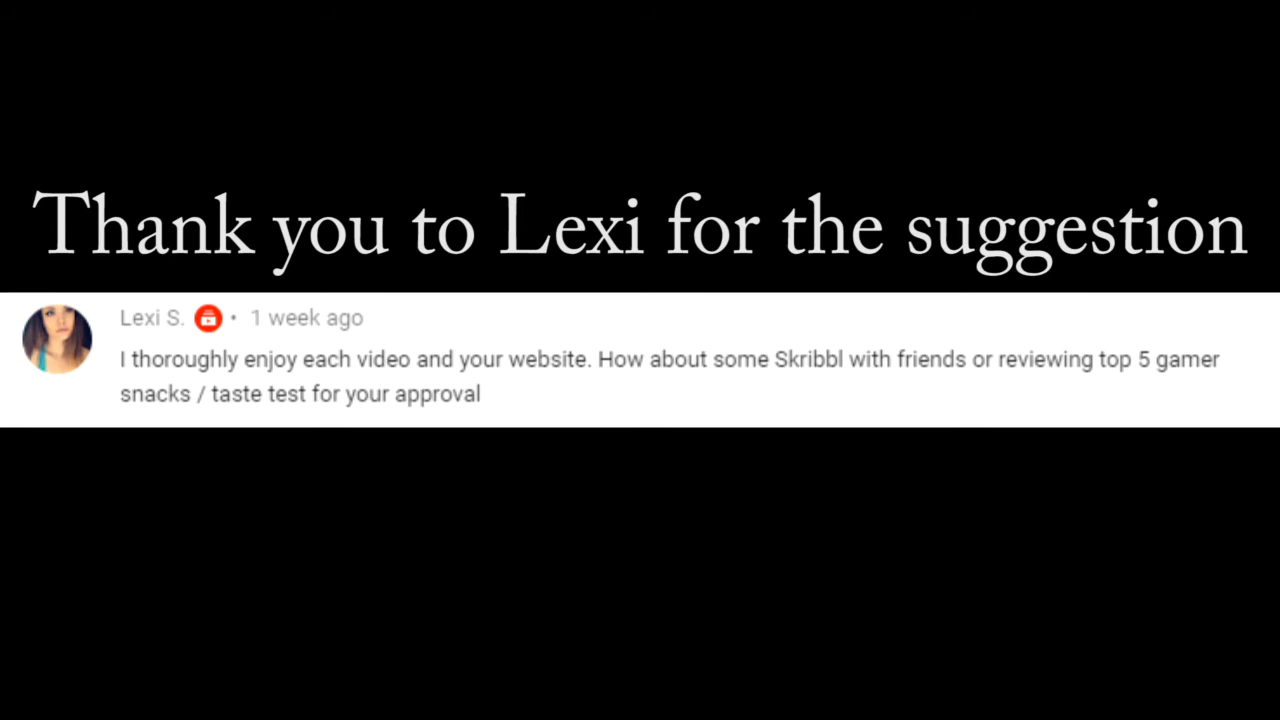 Thank you to Lexi for the suggestion
Lexi S. • 1 week ago
I thoroughly enjoy each video and your website. How about some Skribbl with friends or reviewing top 5 gamer
snacks / taste test for your approval